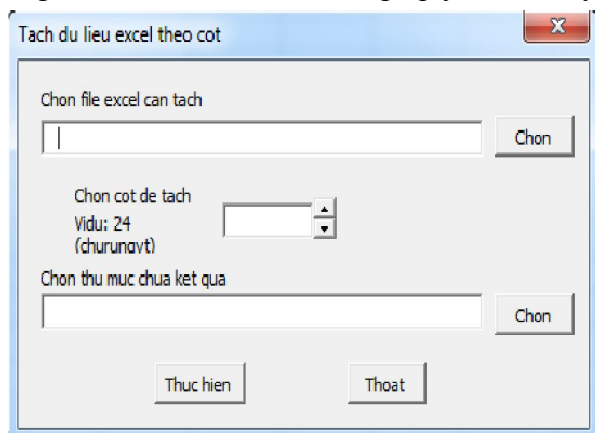 Tach du lieu excel theo cot
Chon file excel can tach
Chon
Chon cot de tach
Vidu: 24
(churungvt)
Chon thu muc chua ket qua
Chon
Thuc hien
Thoat